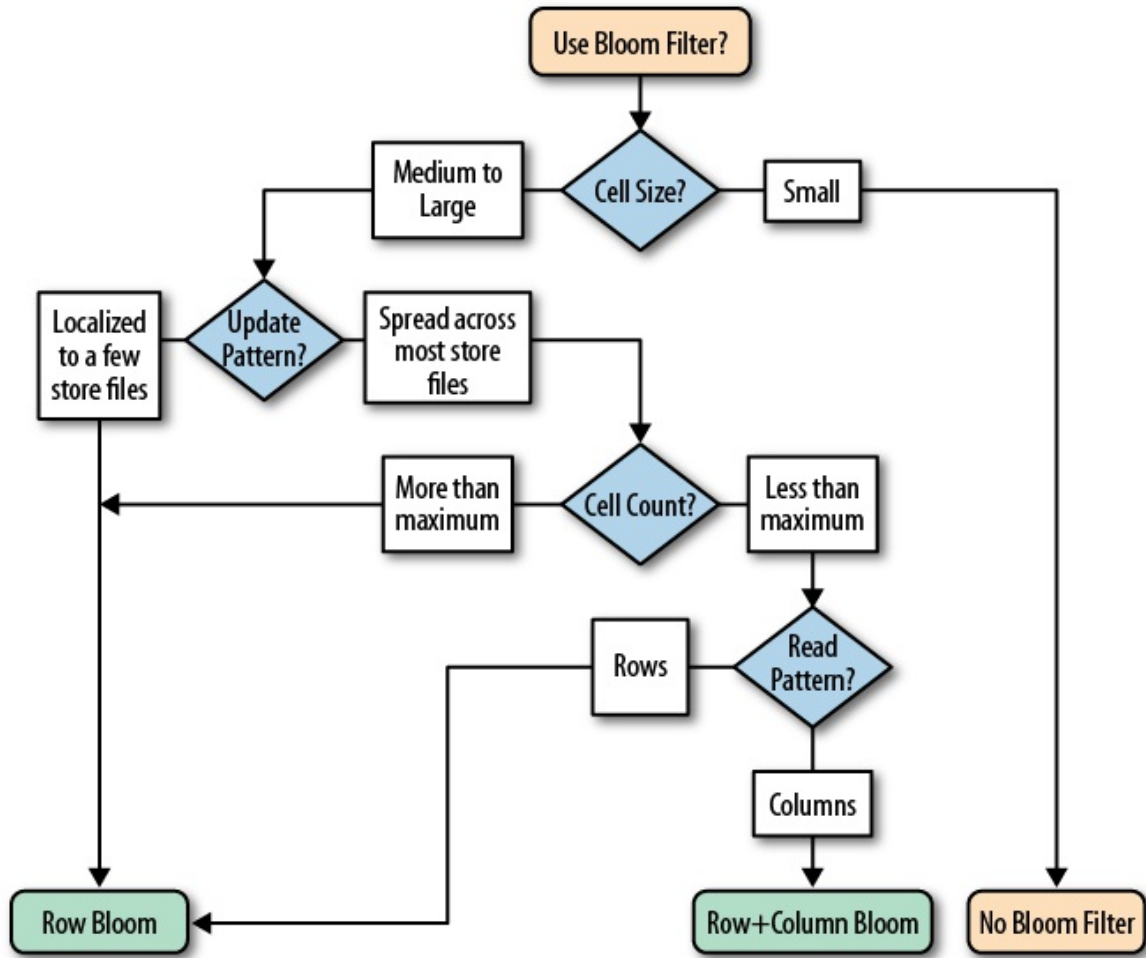 Use Bloom Filter?
Medium to
Large
Cell Size?
Small
Localized
to a few
store files
Update
Pattern?
Spread across
most store
files
More than
maximum
Cell Count?
Less than
maximum
Rows
Read
Pattern?
Columns
Row Bloom
Row+Column Bloom
No Bloom Filter